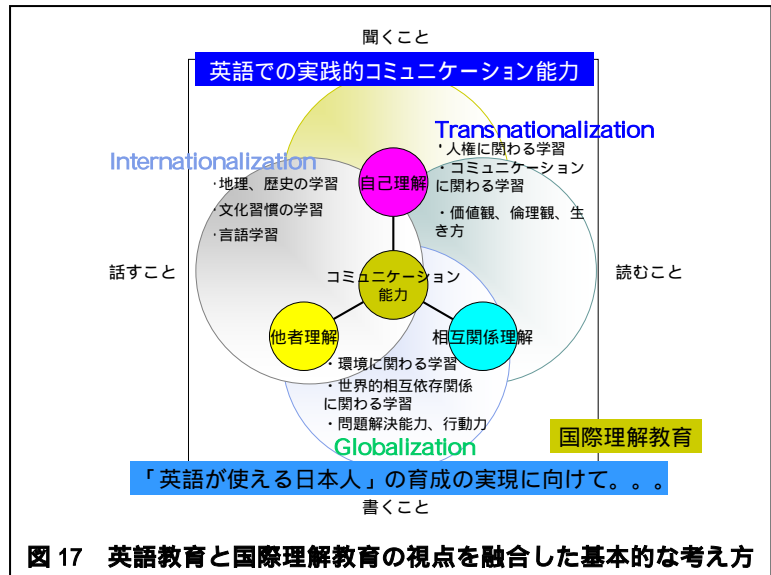 聞くこと
英語での実践的コミュニケーション能力
Transnationalization
・人権に関わる学習
・コミュニケーション
に関わる学習
・価値観、倫理観、生
き方
Internationalization
・地理、歴史の学習
・文化習慣の学習
・言語学習
自己理解
話すこと
コミュニケーション
能力
読むこと
他者理解
相互関係理解
・環境に関わる学習
・世界的相互依存関係
に関わる学習
・問題解決能力、行動力
Globalization
国際理解教育
「英語が使える日本人」の育成の実現に向けて。。。
書くこと
図 17 英語教育と国際理解教育の視点を融合した基本的な考え方